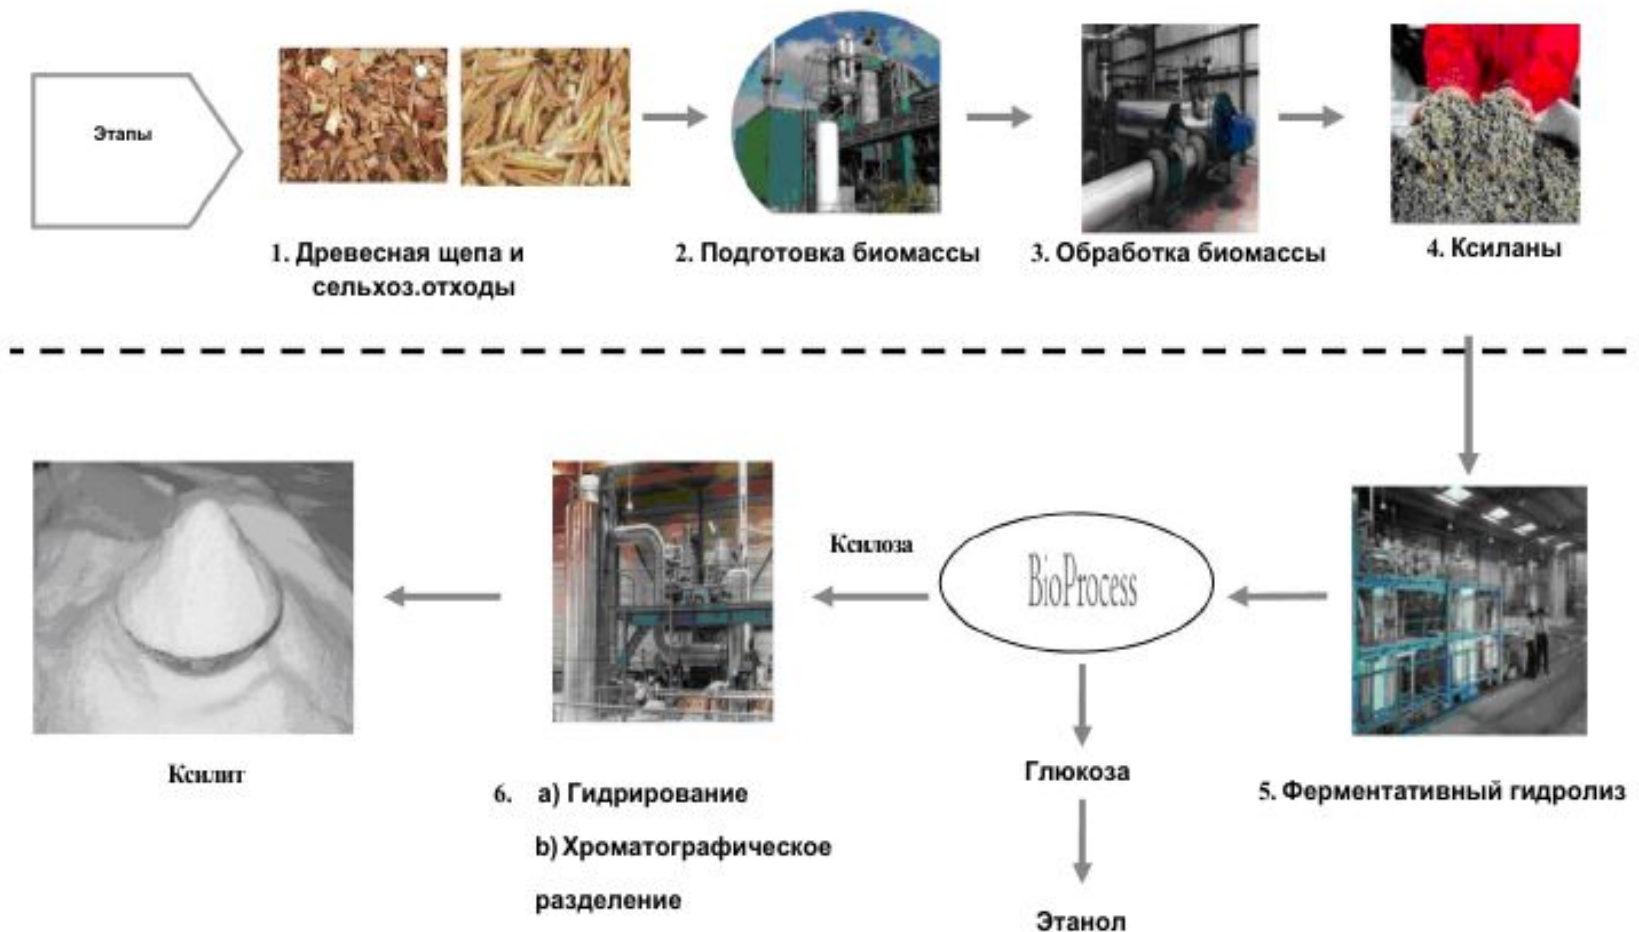 Этапы
1. Древесная щепа и
сельхоз.отходы
2. Подготовка биомассы
3. Обработка биомассы
4. Ксиланы
Ксилоза
BioProcess
Ксилит
6. a) Гидрирование
b) Хроматографическое
разделение
Глюкоза
Этанол
5. Ферментативный гидролиз